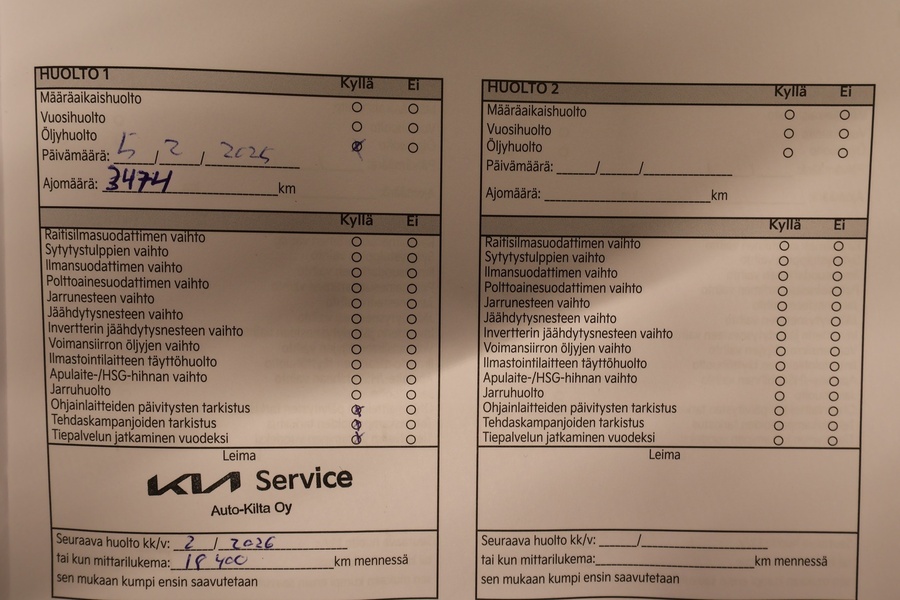 HUOLTO 1 Kyllä Ei
Määräaikaishuolto
Vuosihuolto
Öljyhuolto
Päivämäärä: 5 / 2 / 2025
Ajomäärä: 3474 km
Kyllä Ei
Raitisilmasuodattimen vaihto
Sytytystulppien vaihto
Ilmansuodattimen vaihto
Polttoainesuodattimen vaihto
Jarrunesteen vaihto
Jäähdytysnesteen vaihto
Invertterin jäähdytysnesteen vaihto
Voimansiirron öljyjen vaihto
Ilmastointilaitteen täyttöhuolto
Apulaite-/HSG-hihnan vaihto
Jarruhuolto
Ohjainlaitteiden päivitysten tarkistus
Tehdaskampanjoiden tarkistus
Tiepalvelun jatkaminen vuodeksi
Leima
KIA Service
Auto-Kilta Oy
Seuraava huolto kk/v: 2 / 2026
tai kun mittarilukema: 18 400 km mennessä
sen mukaan kumpi ensin saavutetaan
HUOLTO 2 Kyllä Ei
Määräaikaishuolto
Vuosihuolto
Öljyhuolto
Päivämäärä: / /
Ajomäärä: km
Kyllä Ei
Raitisilmasuodattimen vaihto
Sytytystulppien vaihto
Ilmansuodattimen vaihto
Polttoainesuodattimen vaihto
Jarrunesteen vaihto
Jäähdytysnesteen vaihto
Invertterin jäähdytysnesteen vaihto
Voimansiirron öljyjen vaihto
Ilmastointilaitteen täyttöhuolto
Apulaite-/HSG-hihnan vaihto
Jarruhuolto
Ohjainlaitteiden päivitysten tarkistus
Tehdaskampanjoiden tarkistus
Tiepalvelun jatkaminen vuodeksi
Leima
Seuraava huolto kk/v: /
tai kun mittarilukema: km mennessä
sen mukaan kumpi ensin saavutetaan